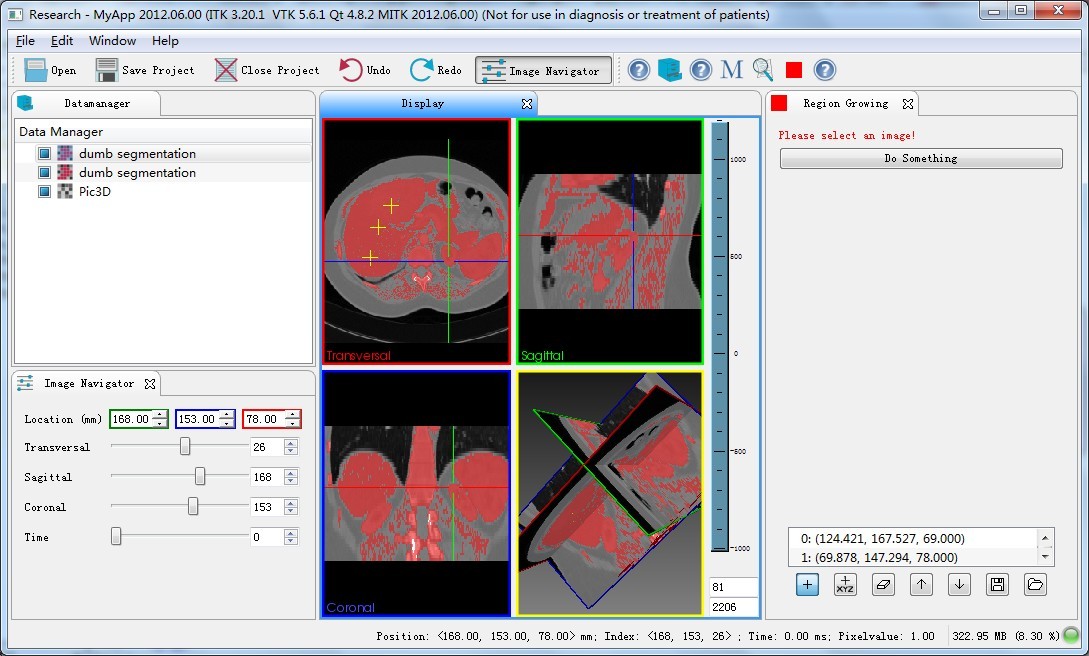 Research - MyApp 2012.06.00 (ITK 3.20.1 VTK 5.6.1 Qt 4.8.2 MITK 2012.06.00) (Not for use in diagnosis or treatment of patients)
File Edit Window Help
Open Save Project Close Project Undo Redo Image Navigator M
Datamanager
Data Manager
dumb segmentation
dumb segmentation
Pic3D
Image Navigator
Location (mm) 168.00 153.00 78.00
Transversal 26
Sagittal 168
Coronal 153
Time 0
Display
Transversal
Sagittal
Coronal
1000
500
0
-500
-1000
81
2206
Region Growing
Please select an image!
Do Something
0: (124.421, 167.527, 69.000)
1: (69.878, 147.294, 78.000)
+ XYZ
Position: <168.00, 153.00, 78.00> mm; Index: <168, 153, 26> ; Time: 0.00 ms; Pixelvalue: 1.00 322.95 MB (8.30 %)